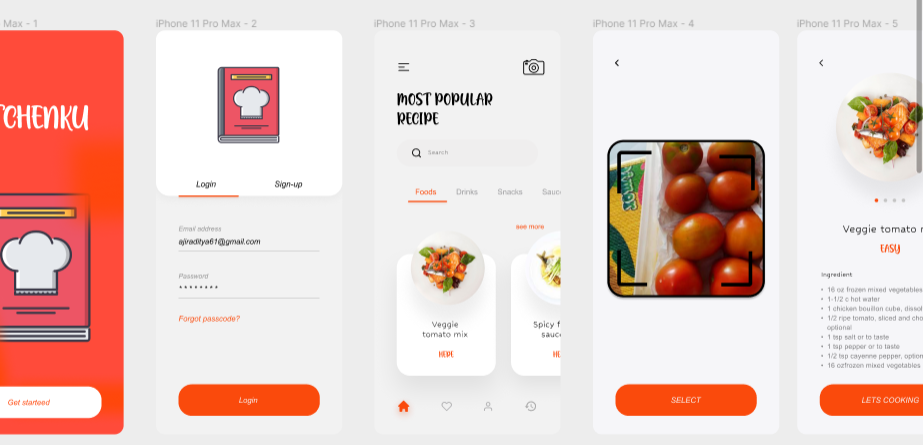 Max - 1
iPhone 11 Pro Max - 2
iPhone 11 Pro Max - 3
iPhone 11 Pro Max - 4
iPhone 11 Pro Max - 5
TCHENKU
Get starteed
Login
Sign-up
Email address
ajiraditya61@gmail.com
Password
********
Forgot passcode?
Login
MOST POPULAR
RECIPE
Search
Foods
Drinks
Snacks
Sauc
see more
Veggie
tomato mix
HERE
Spicy f
sauc
HE
SELECT
Veggie tomato
EASY
Ingredient
• 16 oz frozen mixed vegetables
• 1-1/2 c hot water
• 1 chicken bouillon cube, dissol
• 1/2 ripe tomato, sliced and cho
optional
• 1 tsp salt or to taste
• 1 tsp pepper or to taste
• 1/2 tsp cayenne pepper, option
• 16 ozfrozen mixed vegetables
LETS COOKING